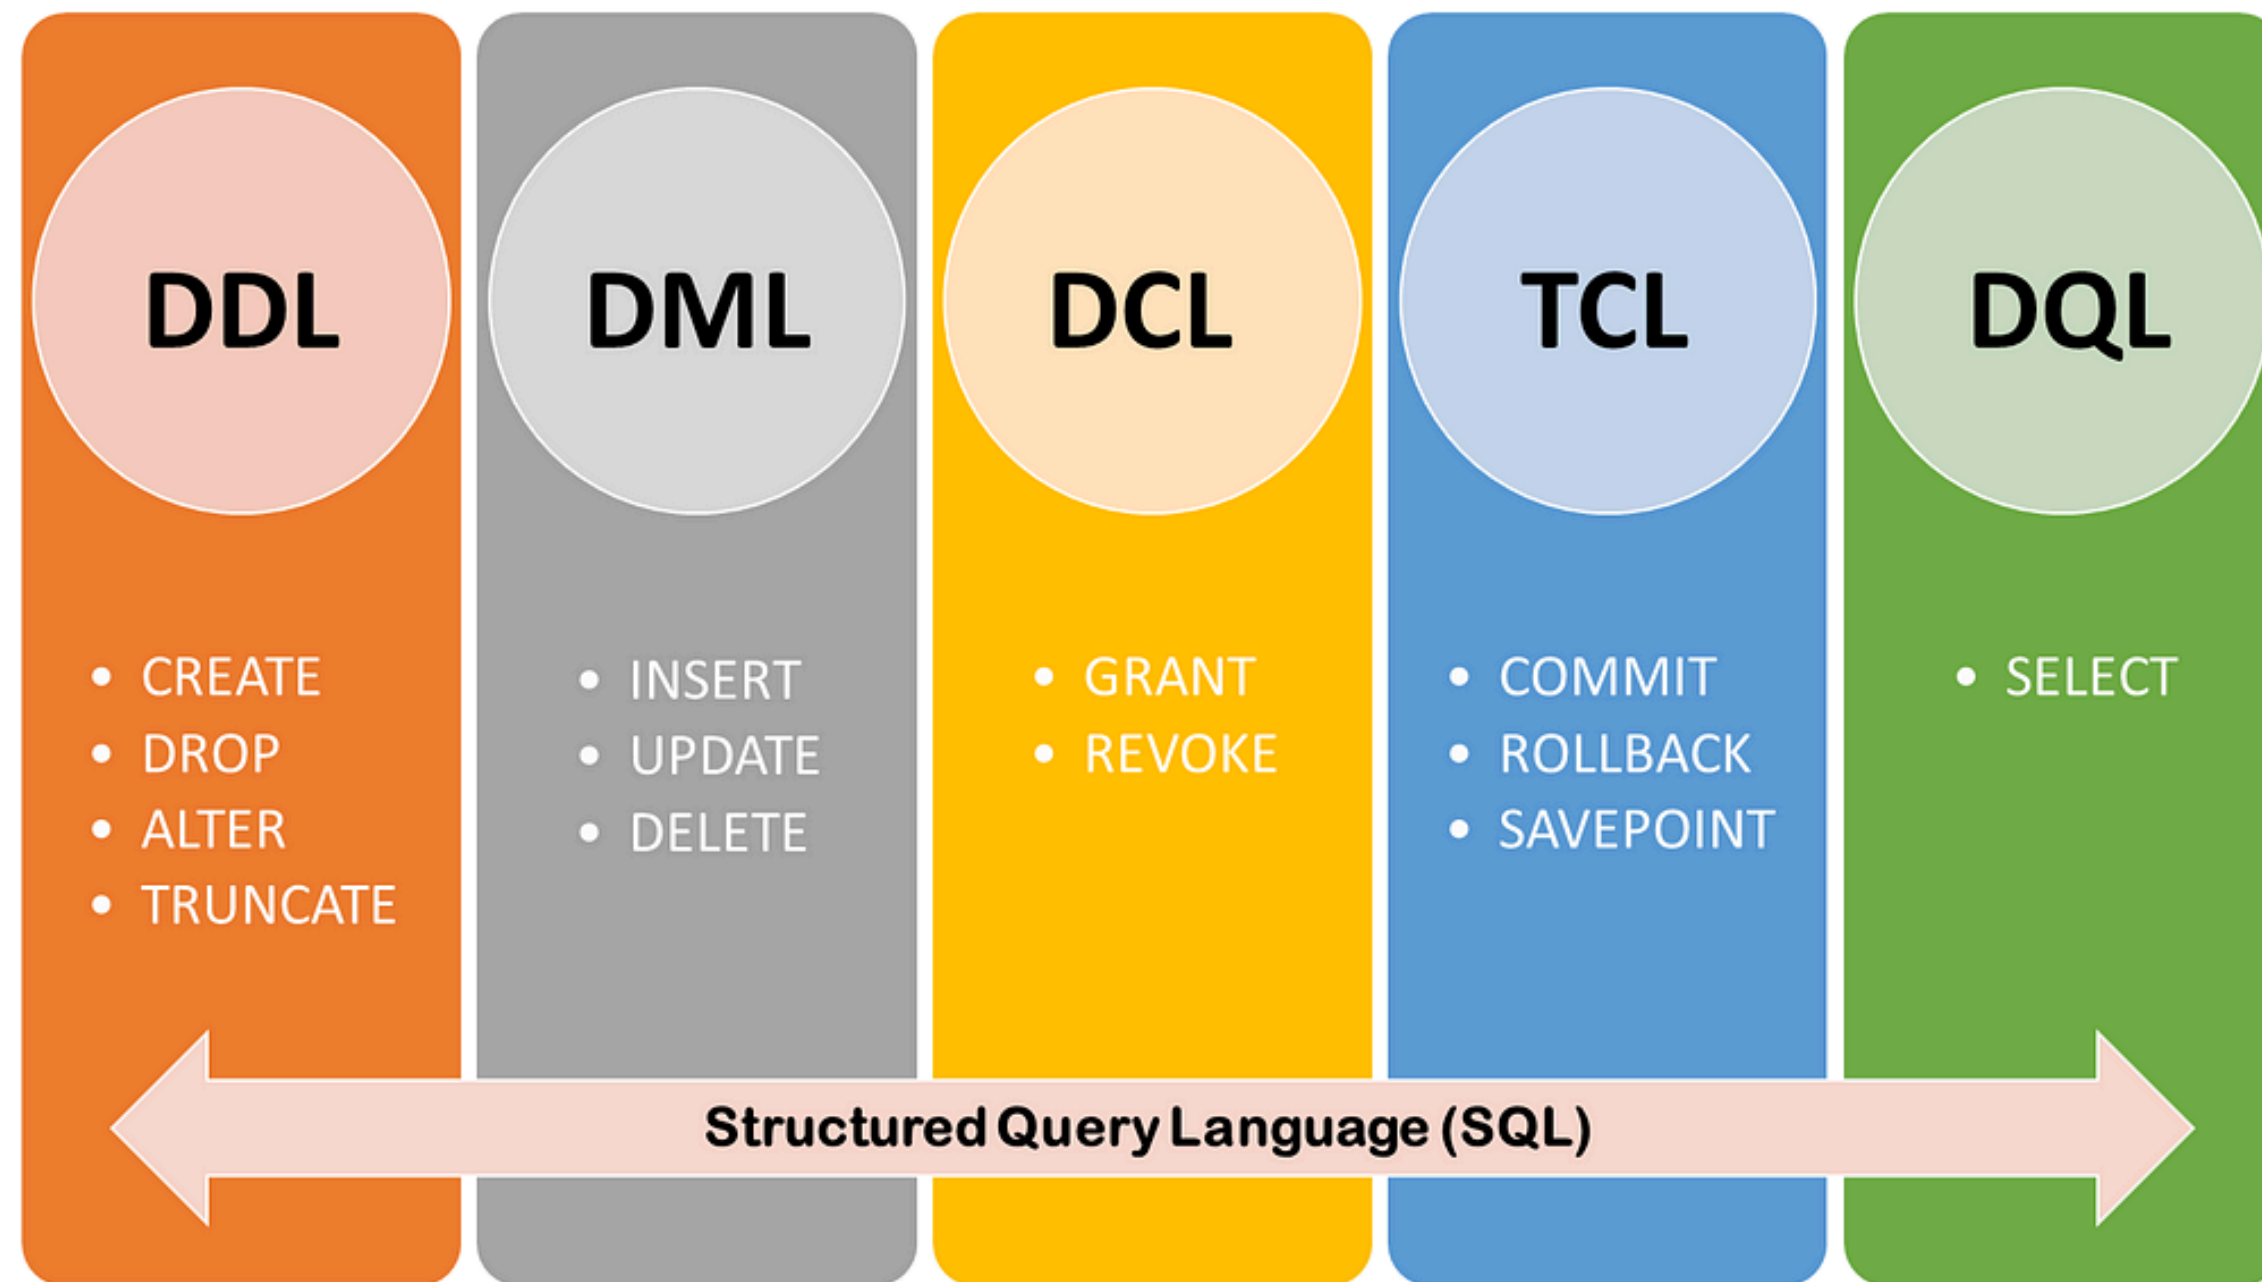 DDL
• CREATE
• DROP
• ALTER
• TRUNCATE
DML
• INSERT
• UPDATE
• DELETE
DCL
• GRANT
• REVOKE
TCL
• COMMIT
• ROLLBACK
• SAVEPOINT
DQL
• SELECT
Structured Query Language (SQL)